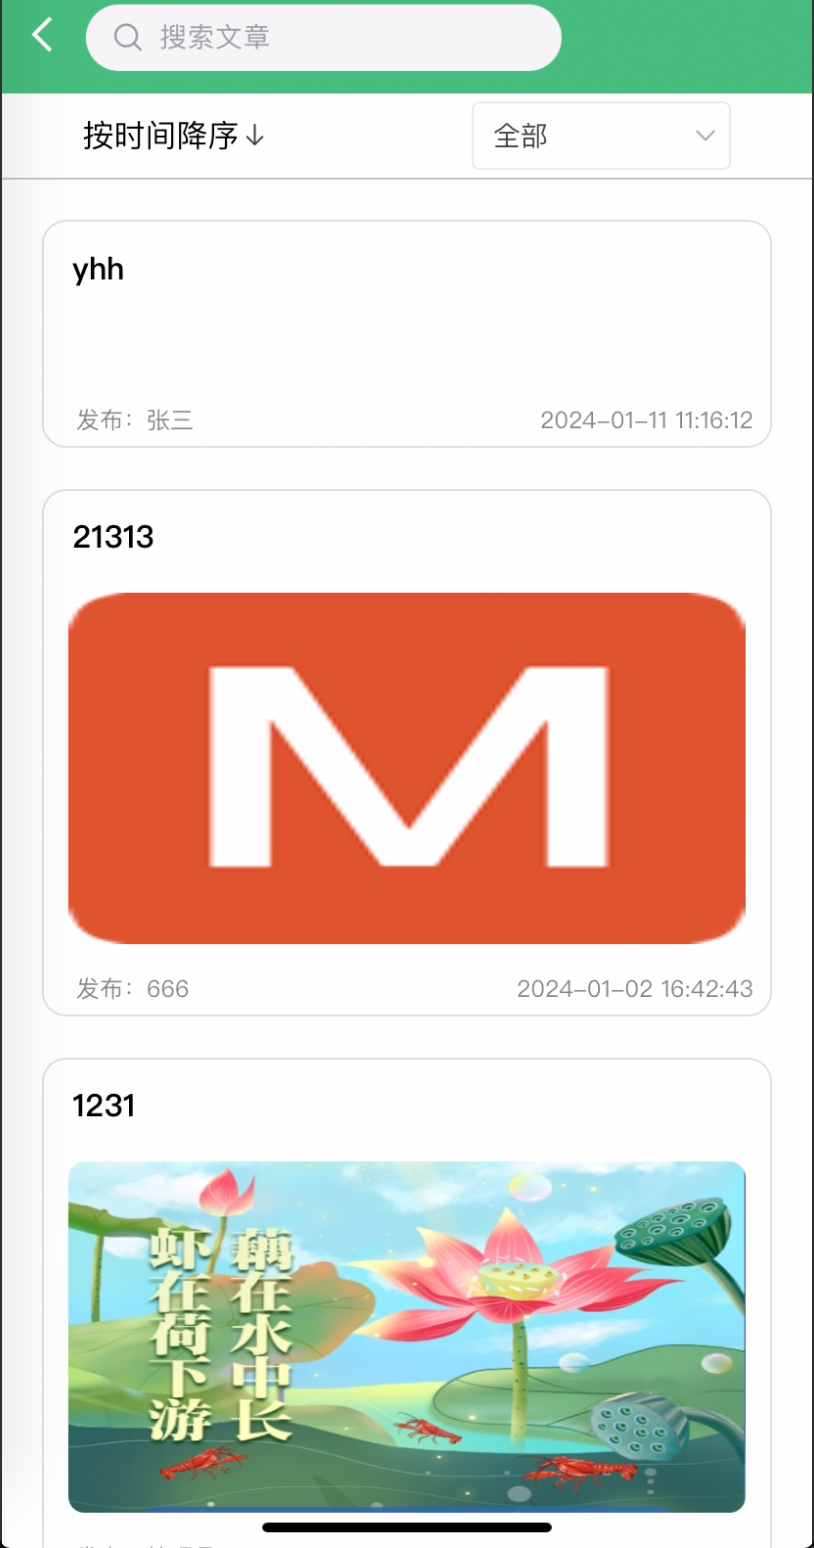 搜索文章
按时间降序↓
全部
yhh
发布：张三
2024-01-11 11:16:12
21313
M
发布：666
2024-01-02 16:42:43
1231
藕在水中长
虾在荷下游